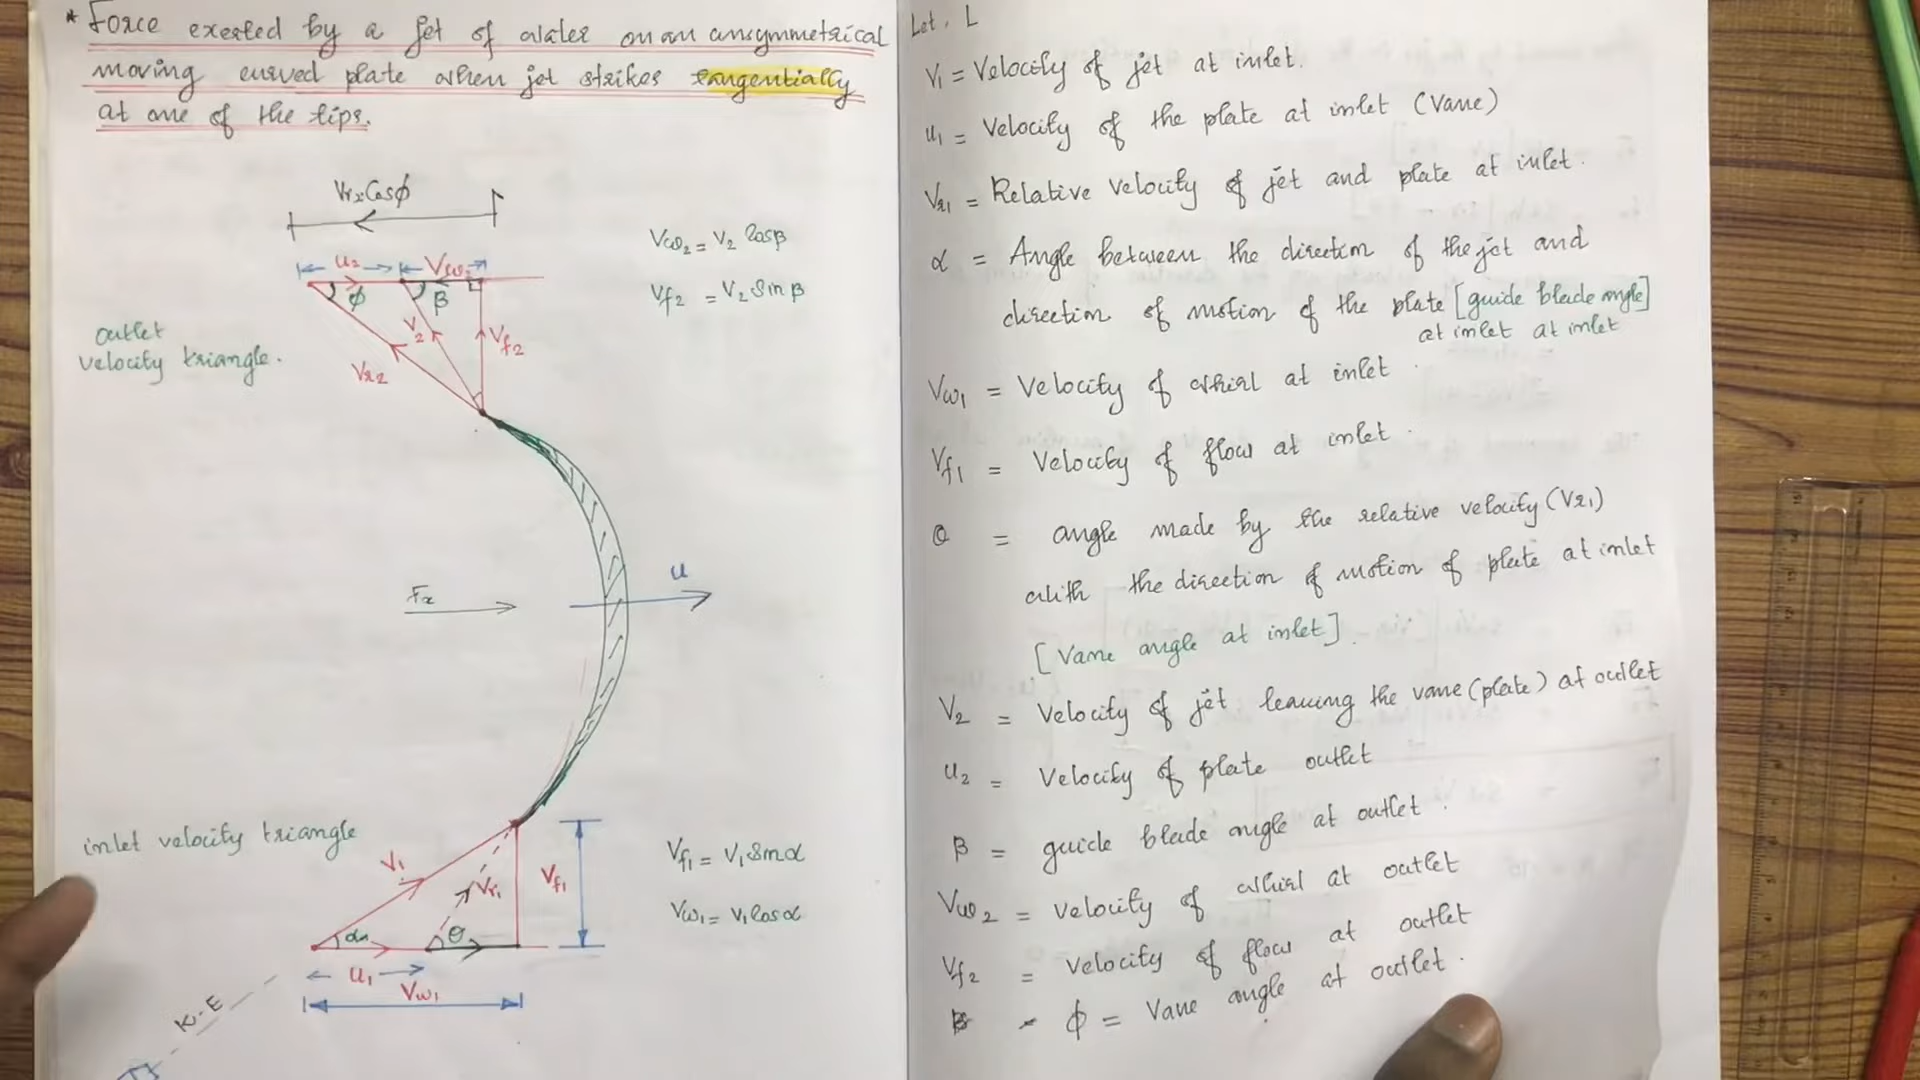 * Force exerted by a Jet of water on an unsymmetrical
moving curved plate when jet strikes tangentially
at one of the tips.
Vr2 Cosϕ
u2
Vw2
ϕ
β
V2
Vf2
Vr2
outlet
velocity triangle.
Vw2 = V2 Cosβ
Vf2 = V2 Sinβ
Fx
u
inlet velocity triangle
V1
Vr1
Vf1
α
θ
u1
Vw1
K-E
Vf1 = V1 Sinα
Vw1 = V1 Cosα
Let, L
V1 = Velocity of jet at inlet.
u1 = Velocity of the plate at inlet (Vane)
Vr1 = Relative Velocity of jet and plate at inlet.
α = Angle between the direction of the jet and
direction of motion of the plate [guide blade angle]
at inlet at inlet
Vw1 = Velocity of whirl at inlet
Vf1 = Velocity of flow at inlet.
θ = angle made by the relative velocity (Vr1)
with the direction of motion of plate at inlet
[Vane angle at inlet].
V2 = Velocity of jet leaving the vane (plate) at outlet
u2 = Velocity of plate outlet
β = guide blade angle at outlet.
Vw2 = velocity of whirl at outlet
Vf2 = velocity of flow at outlet
- ϕ = Vane angle at outlet.